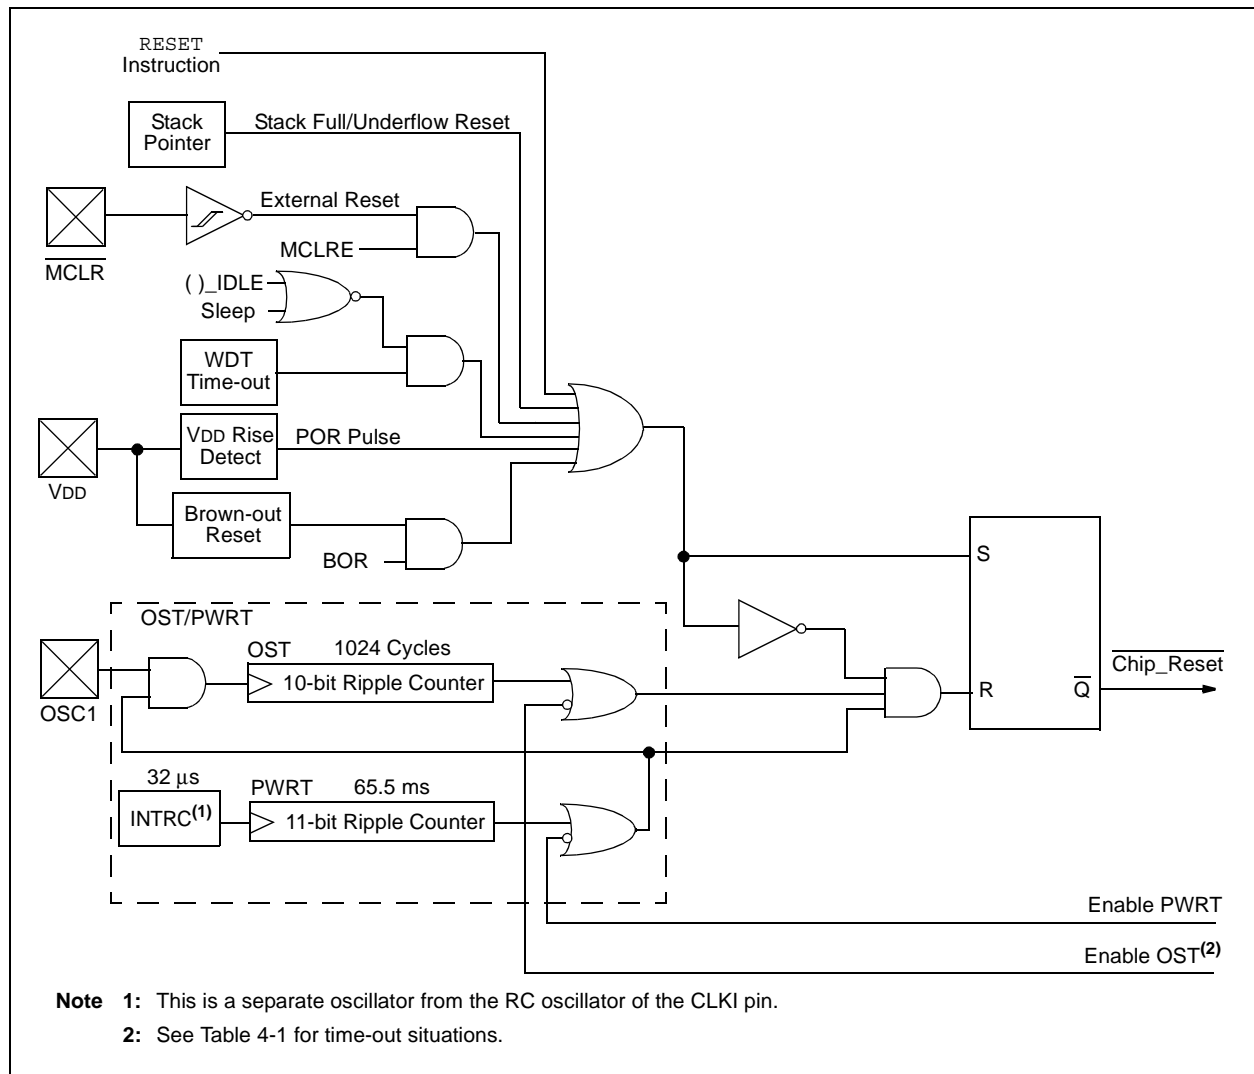 RESET
Instruction
Stack
Pointer
Stack Full/Underflow Reset
External Reset
MCLR
MCLRE
( )_IDLE
Sleep
WDT
Time-out
VDD Rise
Detect
POR Pulse
VDD
Brown-out
Reset
BOR
S
OST/PWRT
OST
1024 Cycles
10-bit Ripple Counter
OSC1
Chip_Reset
R
Q
32 μs
PWRT
65.5 ms
INTRC(1)
11-bit Ripple Counter
Enable PWRT
Enable OST(2)
Note 1: This is a separate oscillator from the RC oscillator of the CLKI pin.
2: See Table 4-1 for time-out situations.